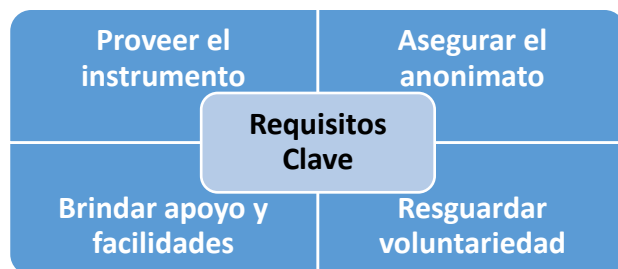 Proveer el
instrumento
Asegurar el
anonimato
Requisitos
Clave
Brindar apoyo y
facilidades
Resguardar
voluntariedad